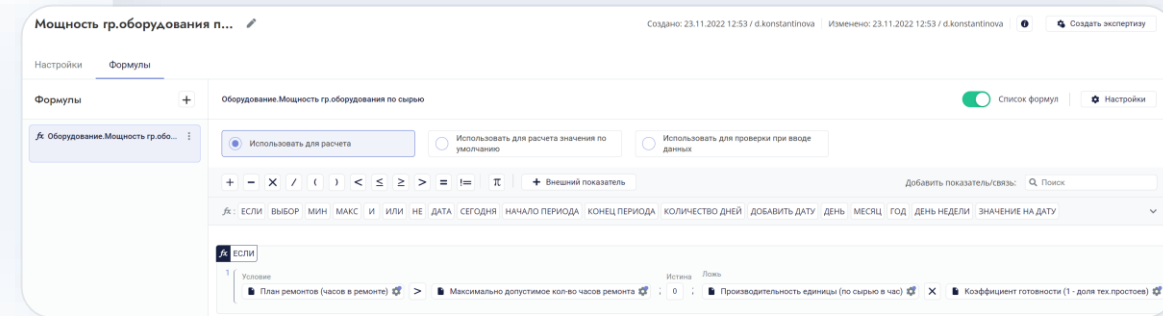 Мощность гр.оборудования п...
Создано: 23.11.2022 12:53 / d.konstantinova Изменено: 23.11.2022 12:53 / d.konstantinova Создать экспертизу
Настройки Формулы
Формулы +
Оборудование.Мощность гр.оборудования по сырью Список формул Настройки
fx Оборудование.Мощность гр.обо...
Использовать для расчета
Использовать для расчета значения по умолчанию
Использовать для проверки при вводе данных
+ − X / ( ) < ≤ ≥ > = != π + Внешний показатель Добавить показатель/связь: Поиск
fx : ЕСЛИ ВЫБОР МИН МАКС И ИЛИ НЕ ДАТА СЕГОДНЯ НАЧАЛО ПЕРИОДА КОНЕЦ ПЕРИОДА КОЛИЧЕСТВО ДНЕЙ ДОБАВИТЬ ДАТУ ДЕНЬ МЕСЯЦ ГОД ДЕНЬ НЕДЕЛИ ЗНАЧЕНИЕ НА ДАТУ
fx ЕСЛИ
1 Условие Истина Ложь
План ремонтов (часов в ремонте) > Максимально допустимое кол-во часов ремонта ; 0 ; Производительность единицы (по сырью в час) X Коэффициент готовности (1 - доля тех.простоев)